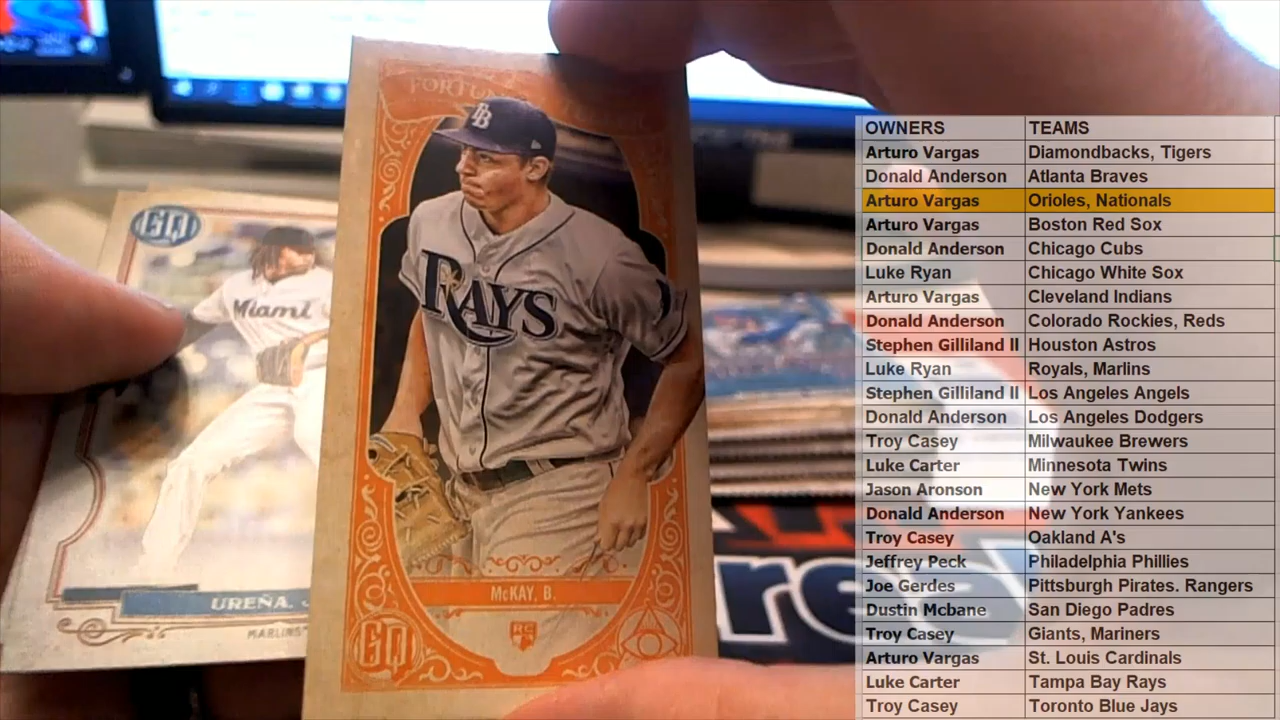 FORTUNE
TB
RAYS
McKAY, B.
RC
GQ
GQ
Miami
UREÑA, J
MARLINS
OWNERS TEAMS
Arturo Vargas Diamondbacks, Tigers
Donald Anderson Atlanta Braves
Arturo Vargas Orioles, Nationals
Arturo Vargas Boston Red Sox
Donald Anderson Chicago Cubs
Luke Ryan Chicago White Sox
Arturo Vargas Cleveland Indians
Donald Anderson Colorado Rockies, Reds
Stephen Gilliland II Houston Astros
Luke Ryan Royals, Marlins
Stephen Gilliland II Los Angeles Angels
Donald Anderson Los Angeles Dodgers
Troy Casey Milwaukee Brewers
Luke Carter Minnesota Twins
Jason Aronson New York Mets
Donald Anderson New York Yankees
Troy Casey Oakland A's
Jeffrey Peck Philadelphia Phillies
Joe Gerdes Pittsburgh Pirates. Rangers
Dustin Mcbane San Diego Padres
Troy Casey Giants, Mariners
Arturo Vargas St. Louis Cardinals
Luke Carter Tampa Bay Rays
Troy Casey Toronto Blue Jays